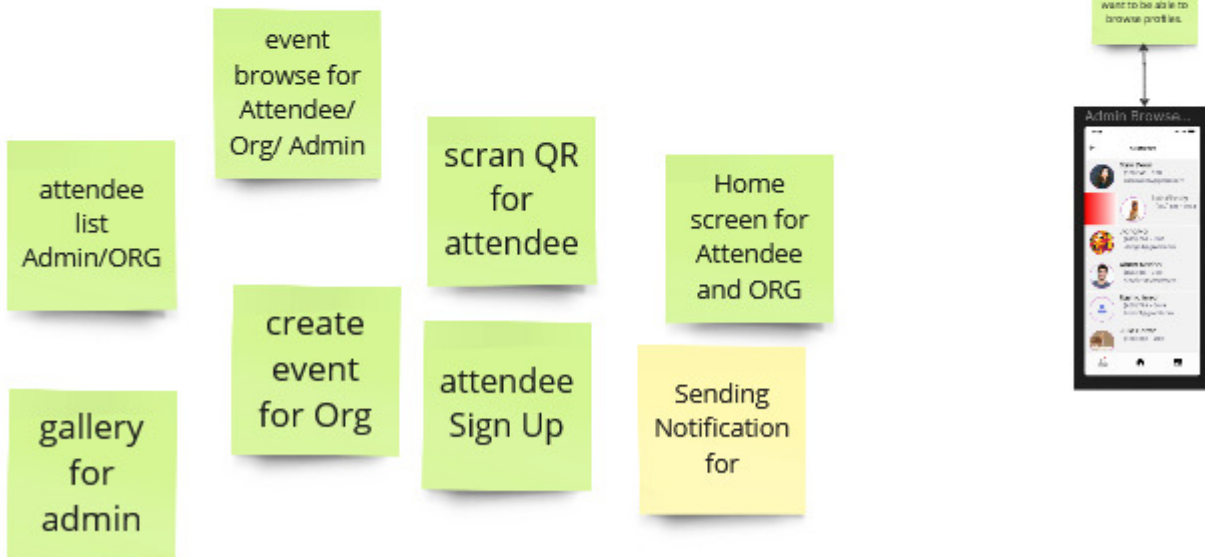 event
browse for
Attendee/
Org/ Admin
attendee
list
Admin/ORG
scran QR
for
attendee
Home
screen for
Attendee
and ORG
create
event
for Org
attendee
Sign Up
Sending
Notification
for
gallery
for
admin
want to be able to
browse profiles.
Admin Browse...